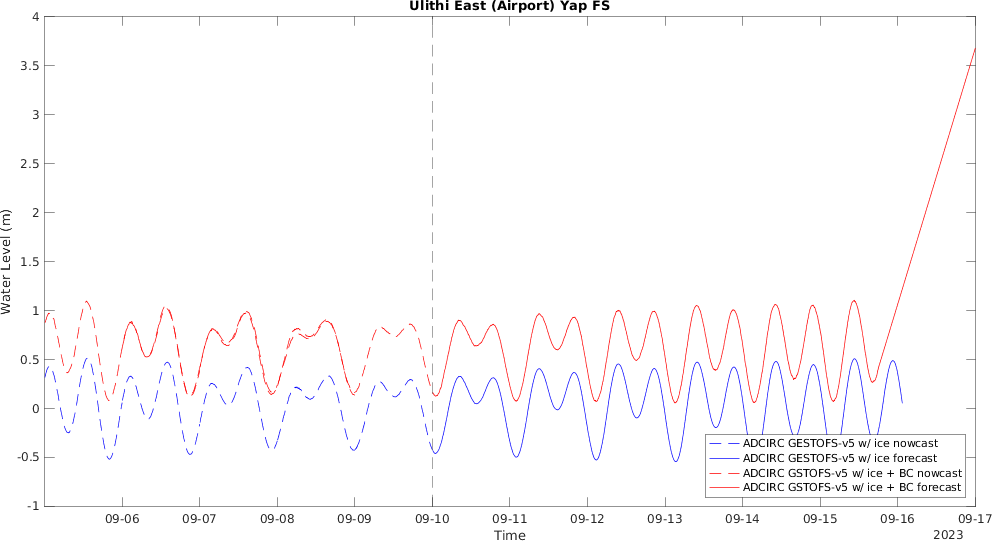 Ulithi East (Airport) Yap FS
4
3.5
3
2.5
2
1.5
1
0.5
0
-0.5
-1
Water Level (m)
ADCIRC GESTOFS-v5 w/ ice nowcast
ADCIRC GESTOFS-v5 w/ ice forecast
ADCIRC GSTOFS-v5 w/ ice + BC nowcast
ADCIRC GSTOFS-v5 w/ ice + BC forecast
09-06 09-07 09-08 09-09 09-10 09-11 09-12 09-13 09-14 09-15 09-16 09-17
Time
2023